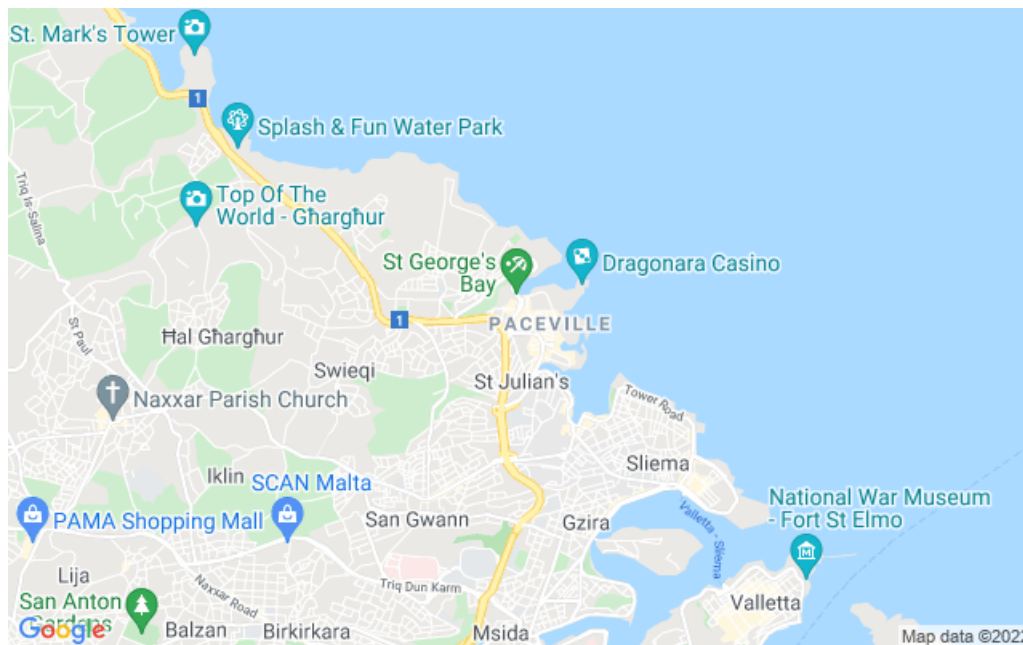 St. Mark's Tower
1
Splash & Fun Water Park
Top Of The
World - Għargħur
Triq Is-Salina
St George's
Bay
Dragonara Casino
1
PACEVILLE
St Paul
Ħal Għargħur
Swieqi
St Julian's
Naxxar Parish Church
Tower Road
Sliema
Iklin
SCAN Malta
National War Museum
- Fort St Elmo
PAMA Shopping Mall
San Gwann
Gzira
Valletta - Sliema
Lija
Triq Dun Karm
Naxxar Road
San Anton
Gardens
Valletta
Google
Balzan
Birkirkara
Msida
Map data ©2022